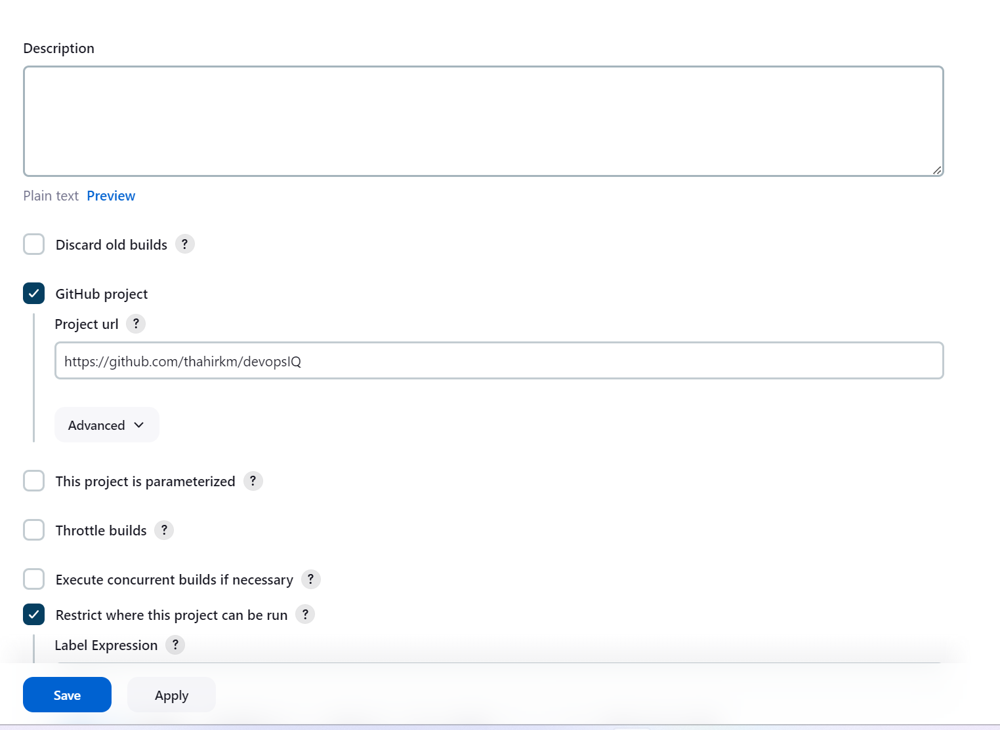 Description
Plain text Preview
Discard old builds ?
GitHub project
Project url ?
https://github.com/thahirkm/devopsIQ
Advanced
This project is parameterized ?
Throttle builds ?
Execute concurrent builds if necessary ?
Restrict where this project can be run ?
Label Expression ?
Save Apply